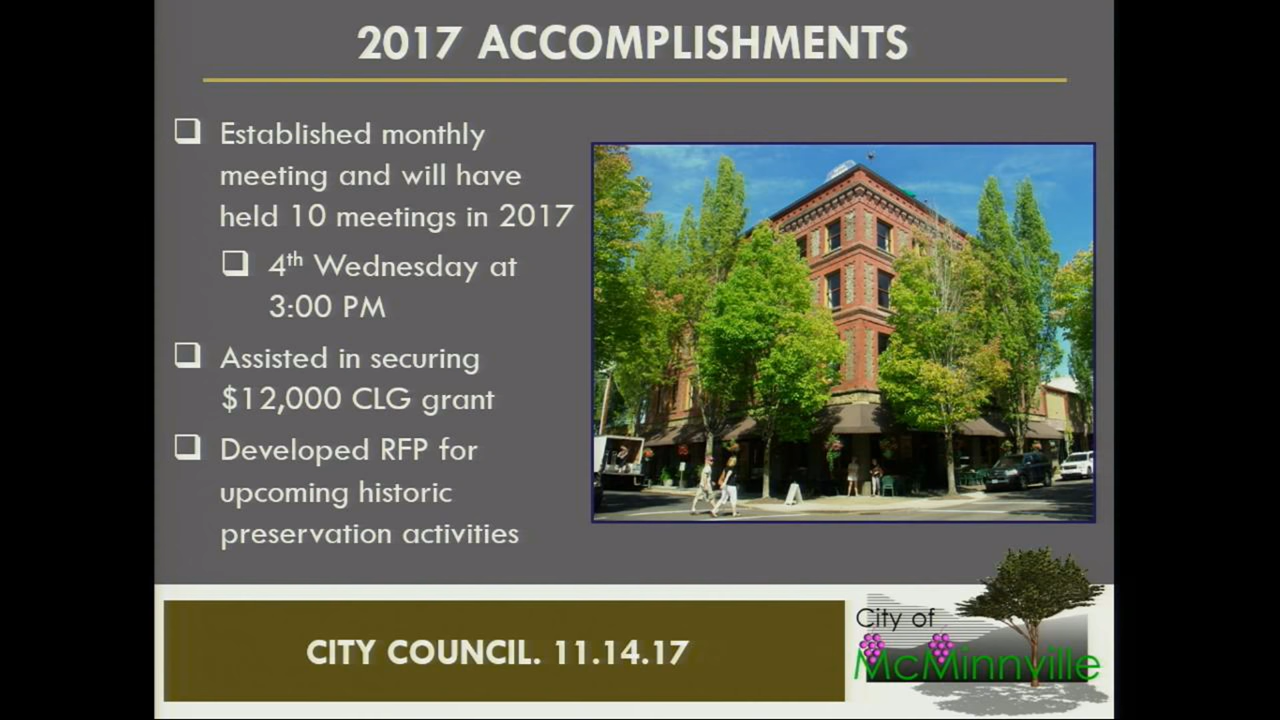 2017 ACCOMPLISHMENTS
❑ Established monthly
meeting and will have
held 10 meetings in 2017
❑ 4th Wednesday at
3:00 PM
❑ Assisted in securing
$12,000 CLG grant
❑ Developed RFP for
upcoming historic
preservation activities
CITY COUNCIL. 11.14.17
City of
McMinnville